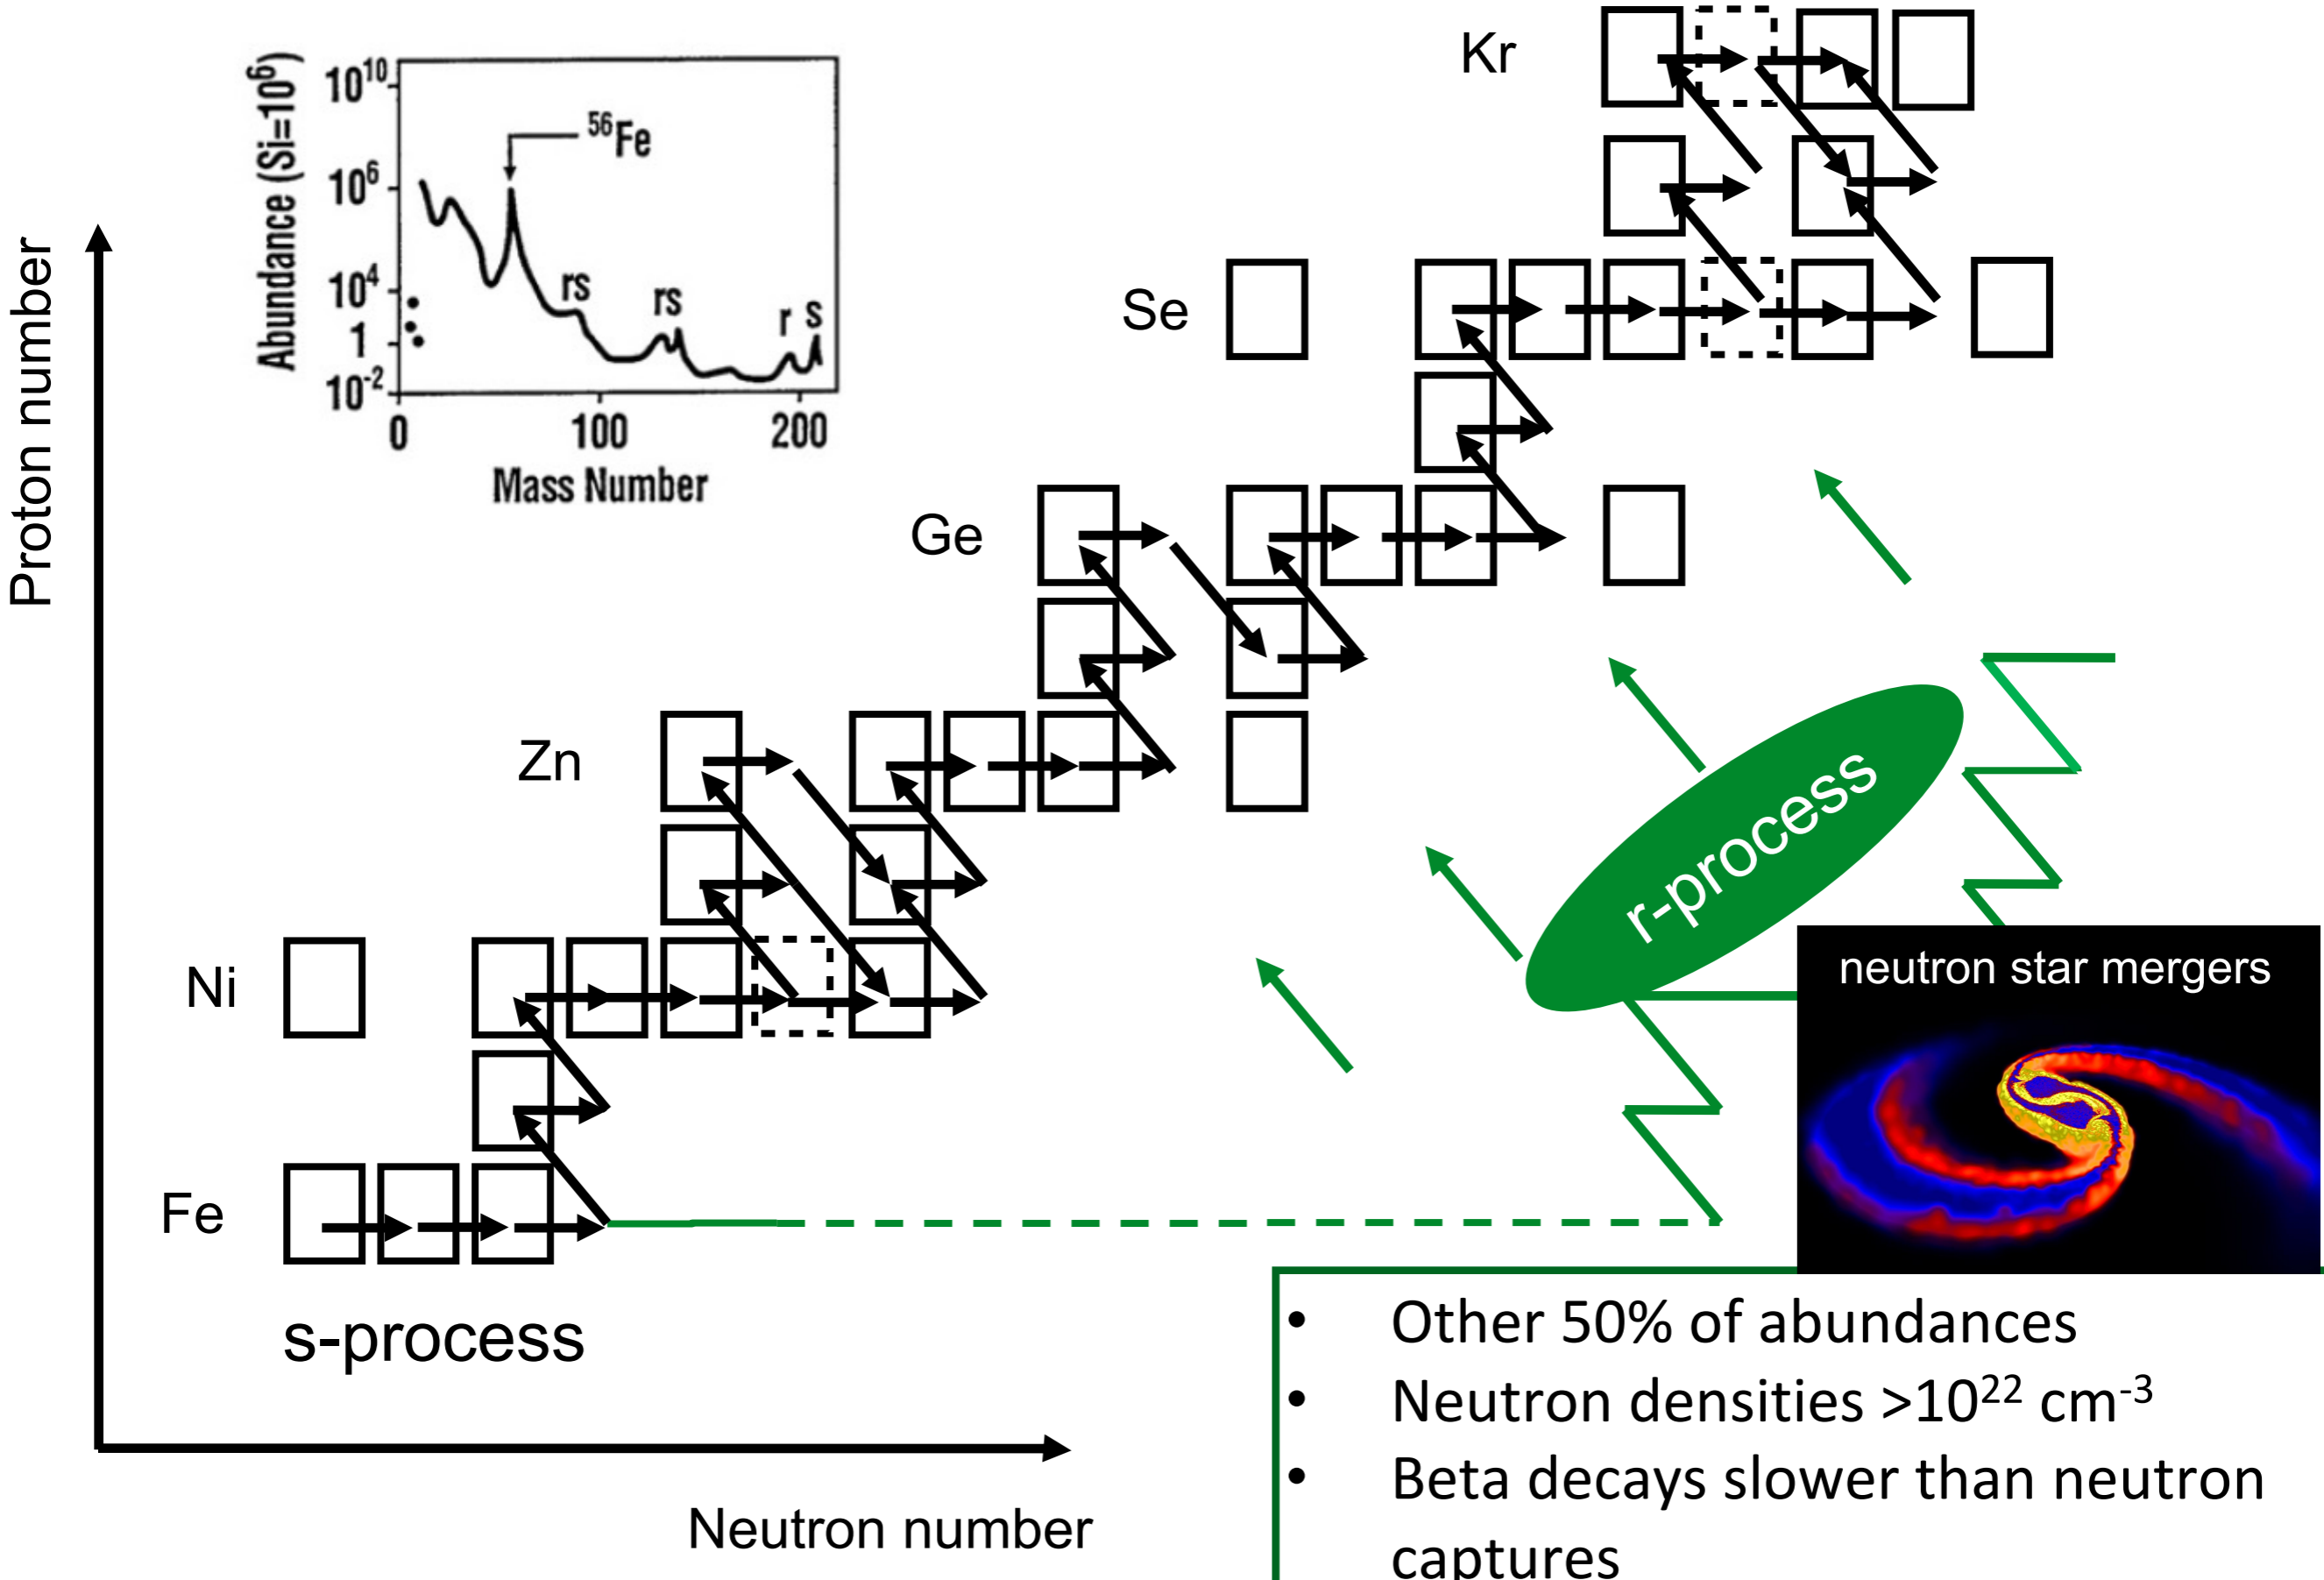 Kr
Abundance (Si=10⁶)
10¹⁰
10⁶
10⁴
1
10⁻²
⁵⁶Fe
rs
rs
r s
0
100
200
Mass Number
Proton number
Se
Ge
Zn
r-process
Ni
neutron star mergers
Fe
s-process
• Other 50% of abundances
• Neutron densities >10²² cm⁻³
• Beta decays slower than neutron
captures
Neutron number